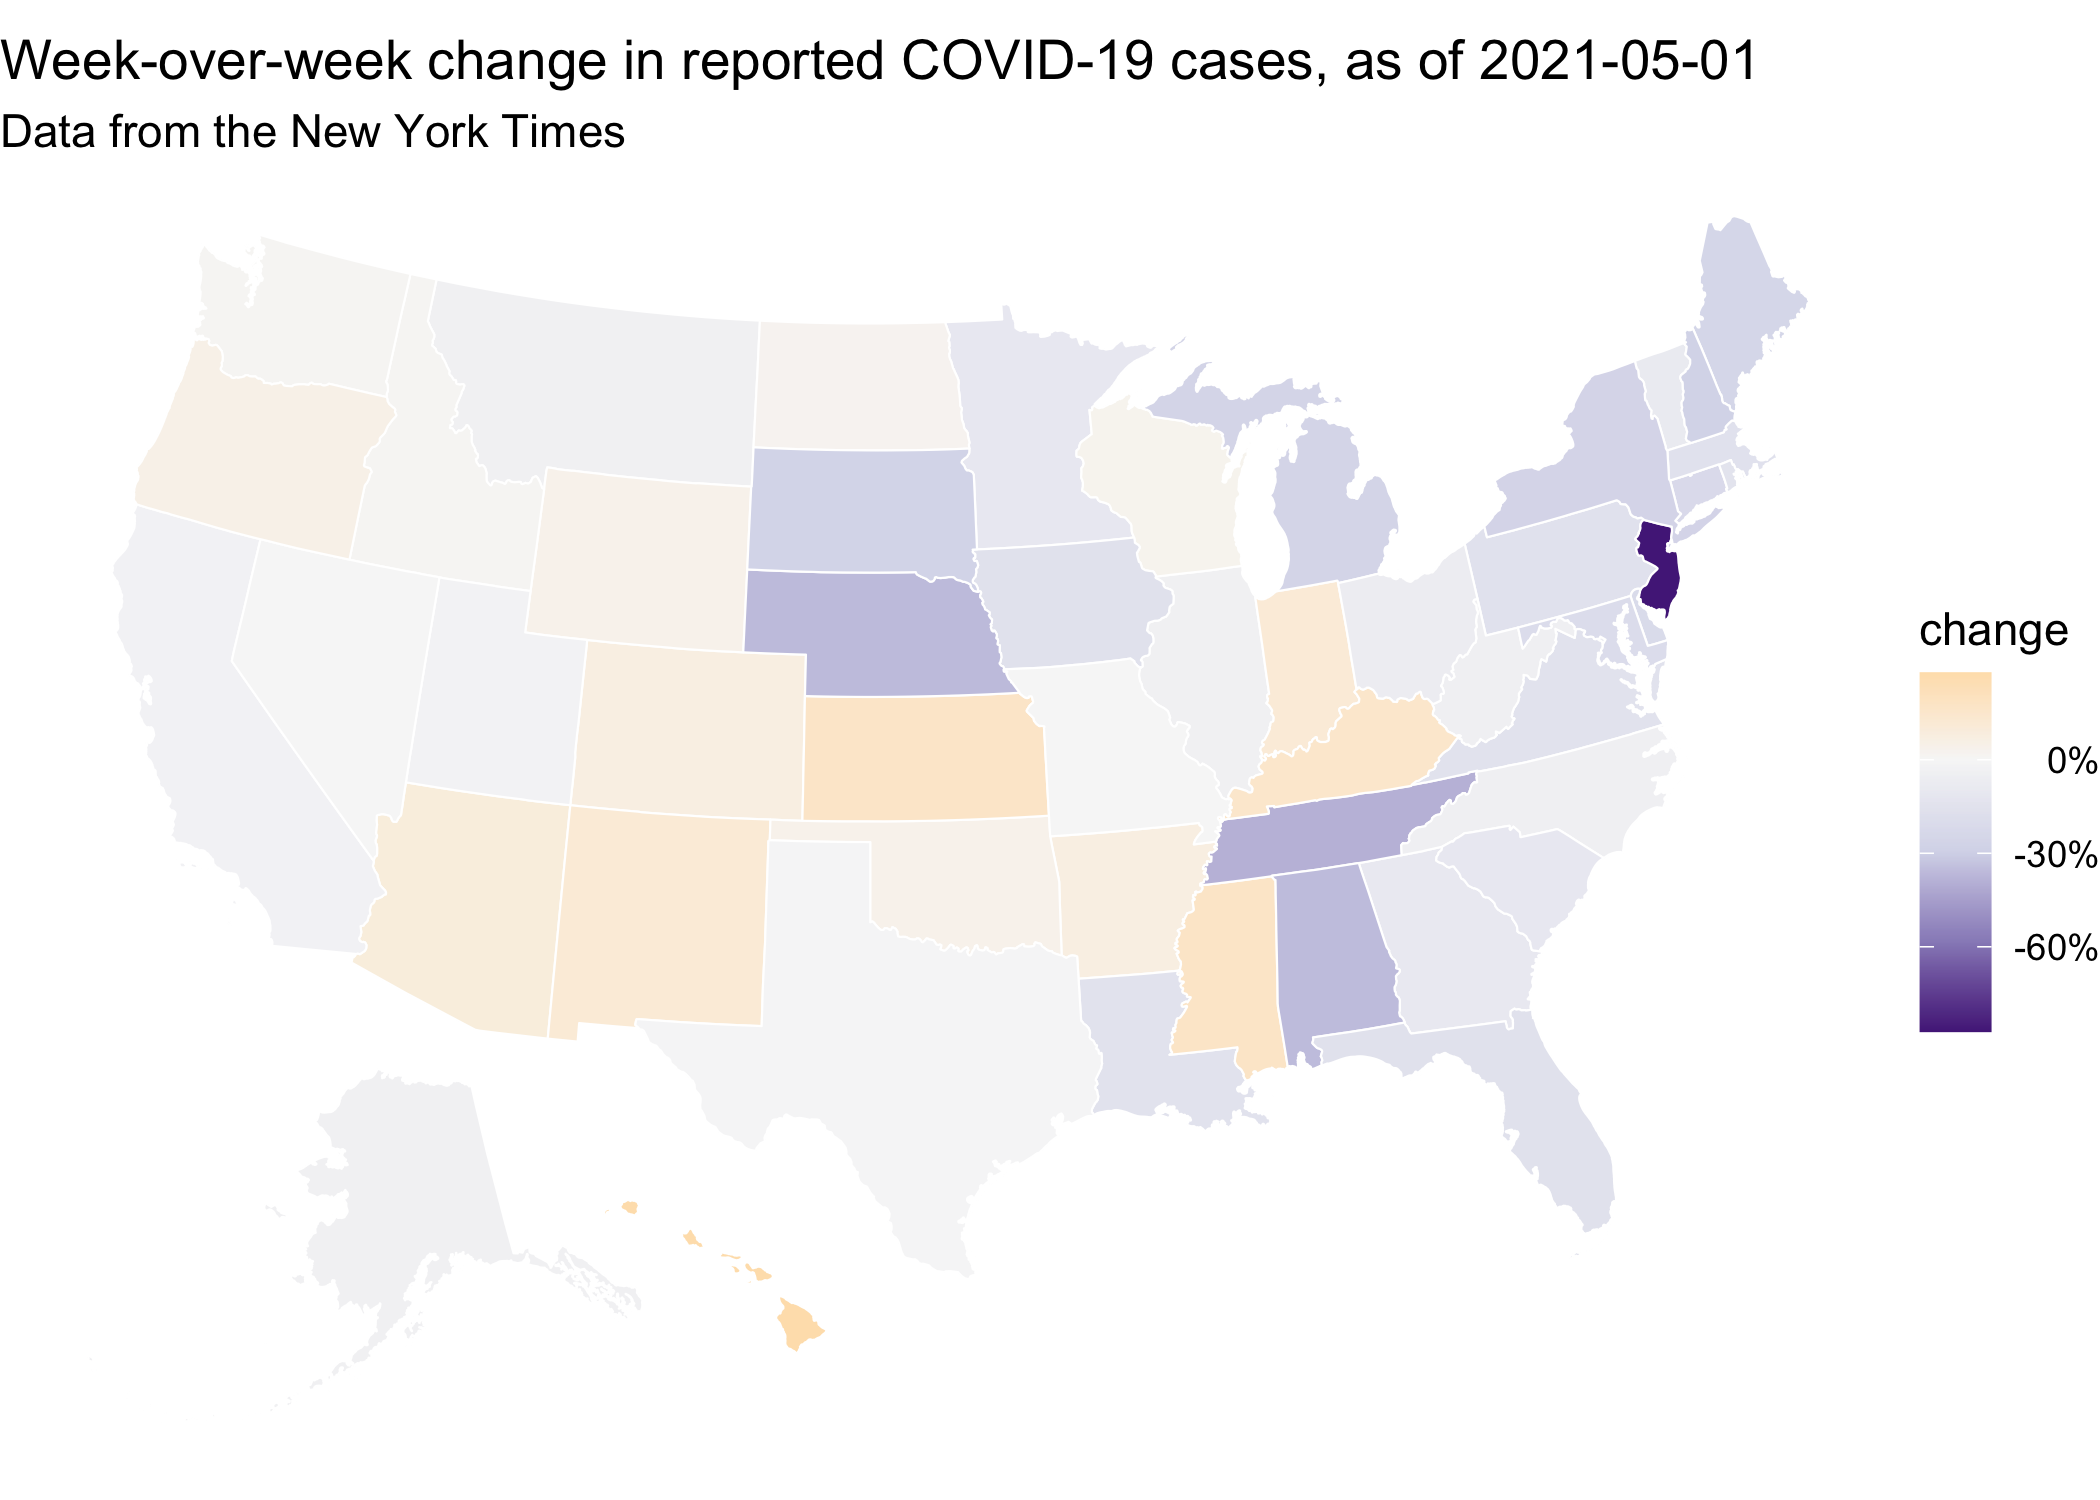 Week-over-week change in reported COVID-19 cases, as of 2021-05-01
Data from the New York Times
change
0%
-30%
-60%